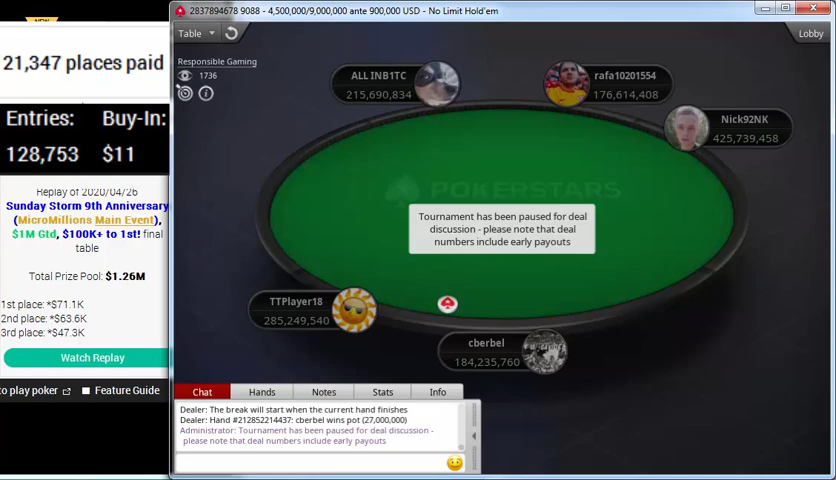 NEW
21,347 places paid
Entries: Buy-In:
128,753 $11
Replay of 2020/04/26
Sunday Storm 9th Anniversary
(MicroMillions Main Event),
$1M Gtd, $100K+ to 1st! final
table
Total Prize Pool: $1.26M
1st place: *$71.1K
2nd place: *$63.6K
3rd place: *$47.3K
Watch Replay
to play poker Feature Guide
2837894678 9088 - 4,500,000/9,000,000 ante 900,000 USD - No Limit Hold'em
Table
Lobby
Responsible Gaming
1736
ALL INB1TC
215,690,834
rafa10201554
176,614,408
Nick92NK
425,739,458
POKERSTARS
Tournament has been paused for deal
discussion - please note that deal
numbers include early payouts
TTPlayer18
285,249,540
cberbel
184,235,760
Chat Hands Notes Stats Info
Dealer: The break will start when the current hand finishes
Dealer: Hand #212852214437: cberbel wins pot (27,000,000)
Administrator: Tournament has been paused for deal discussion -
please note that deal numbers include early payouts